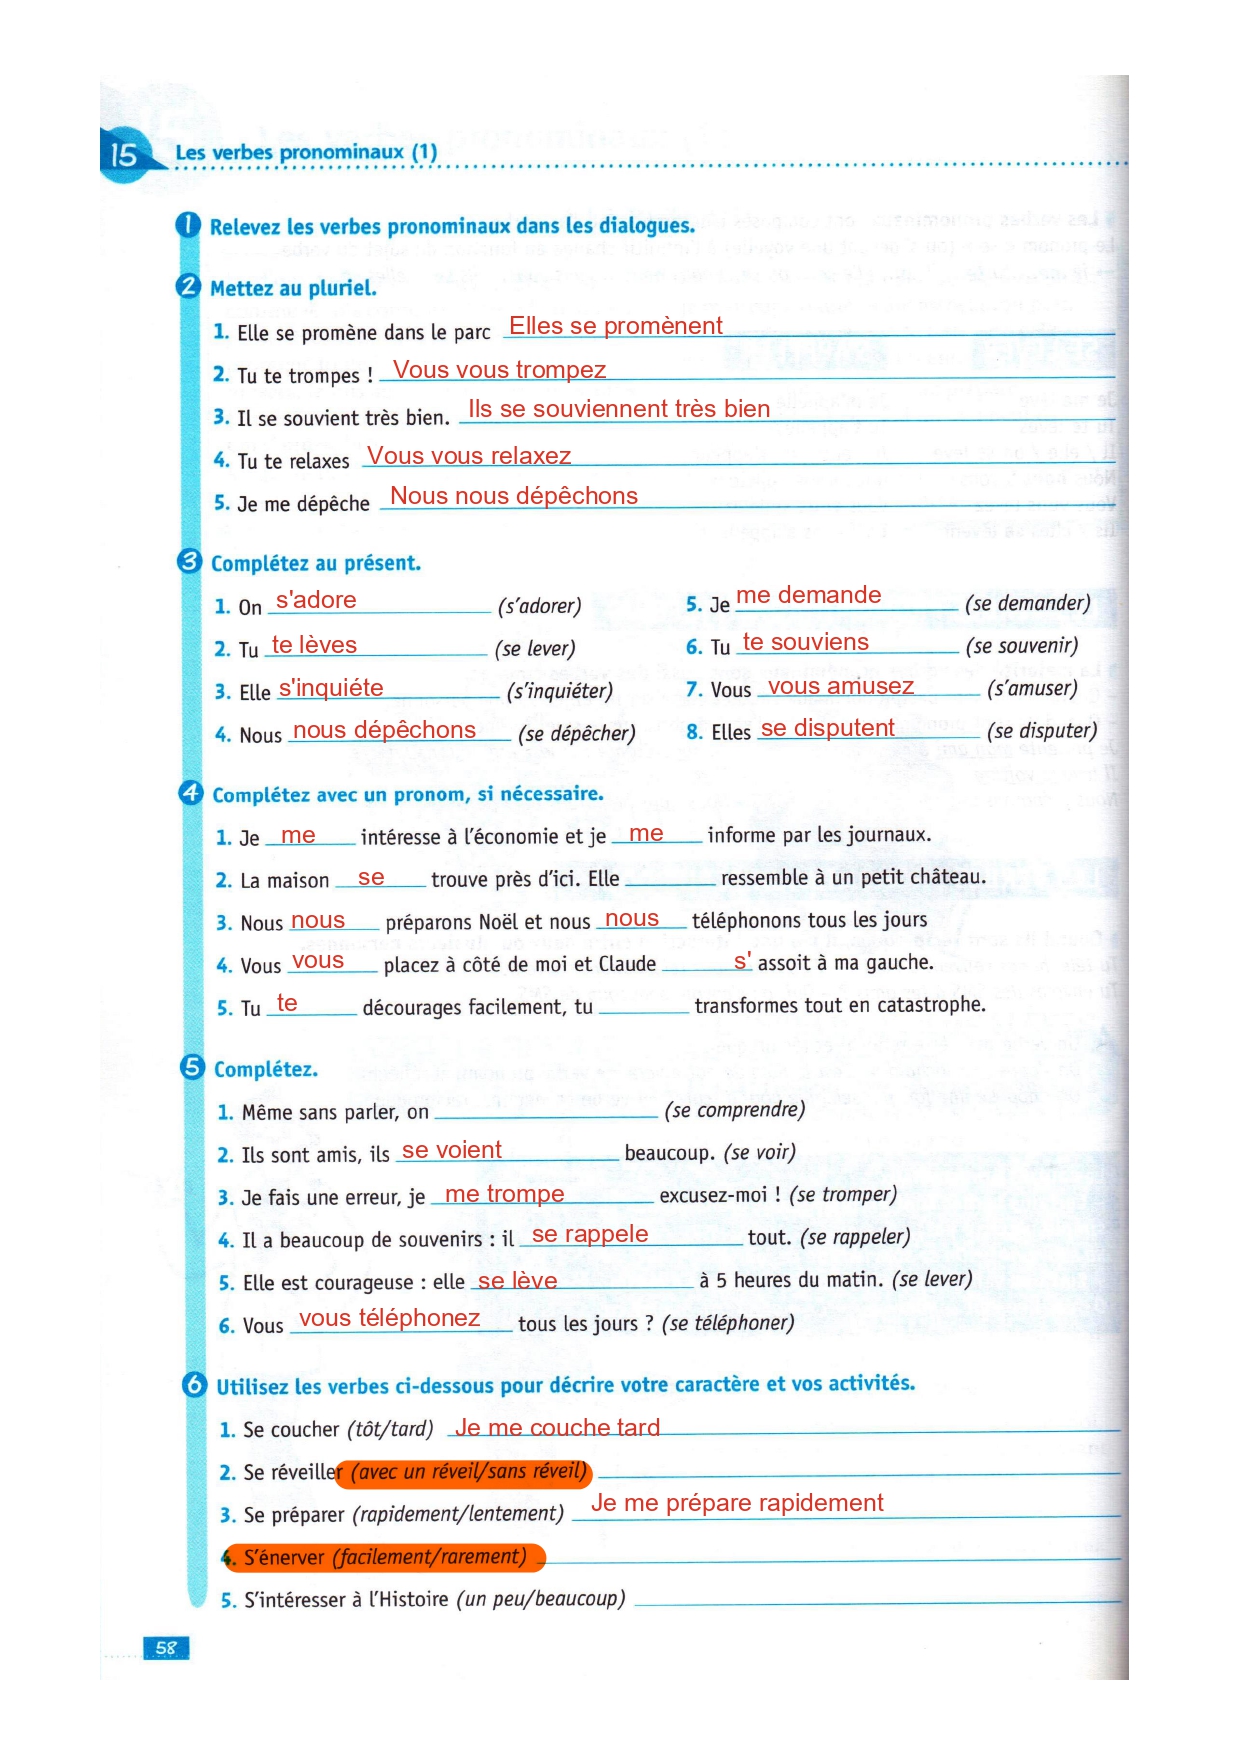 15 Les verbes pronominaux (1)
1 Relevez les verbes pronominaux dans les dialogues.
2 Mettez au pluriel.
1. Elle se promène dans le parc Elles se promènent
2. Tu te trompes ! Vous vous trompez
3. Il se souvient très bien. Ils se souviennent très bien
4. Tu te relaxes Vous vous relaxez
5. Je me dépêche Nous nous dépêchons
3 Complétez au présent.
1. On s'adore (s'adorer)
2. Tu te lèves (se lever)
3. Elle s'inquiéte (s'inquiéter)
4. Nous nous dépêchons (se dépêcher)
5. Je me demande (se demander)
6. Tu te souviens (se souvenir)
7. Vous vous amusez (s'amuser)
8. Elles se disputent (se disputer)
4 Complétez avec un pronom, si nécessaire.
1. Je me intéresse à l'économie et je me informe par les journaux.
2. La maison se trouve près d'ici. Elle ressemble à un petit château.
3. Nous nous préparons Noël et nous nous téléphonons tous les jours
4. Vous vous placez à côté de moi et Claude s' assoit à ma gauche.
5. Tu te décourages facilement, tu transformes tout en catastrophe.
5 Complétez.
1. Même sans parler, on (se comprendre)
2. Ils sont amis, ils se voient beaucoup. (se voir)
3. Je fais une erreur, je me trompe excusez-moi ! (se tromper)
4. Il a beaucoup de souvenirs : il se rappele tout. (se rappeler)
5. Elle est courageuse : elle se lève à 5 heures du matin. (se lever)
6. Vous vous téléphonez tous les jours ? (se téléphoner)
6 Utilisez les verbes ci-dessous pour décrire votre caractère et vos activités.
1. Se coucher (tôt/tard) Je me couche tard
2. Se réveiller (avec un réveil/sans réveil)
3. Se préparer (rapidement/lentement) Je me prépare rapidement
4. S'énerver (facilement/rarement)
5. S'intéresser à l'Histoire (un peu/beaucoup)
58